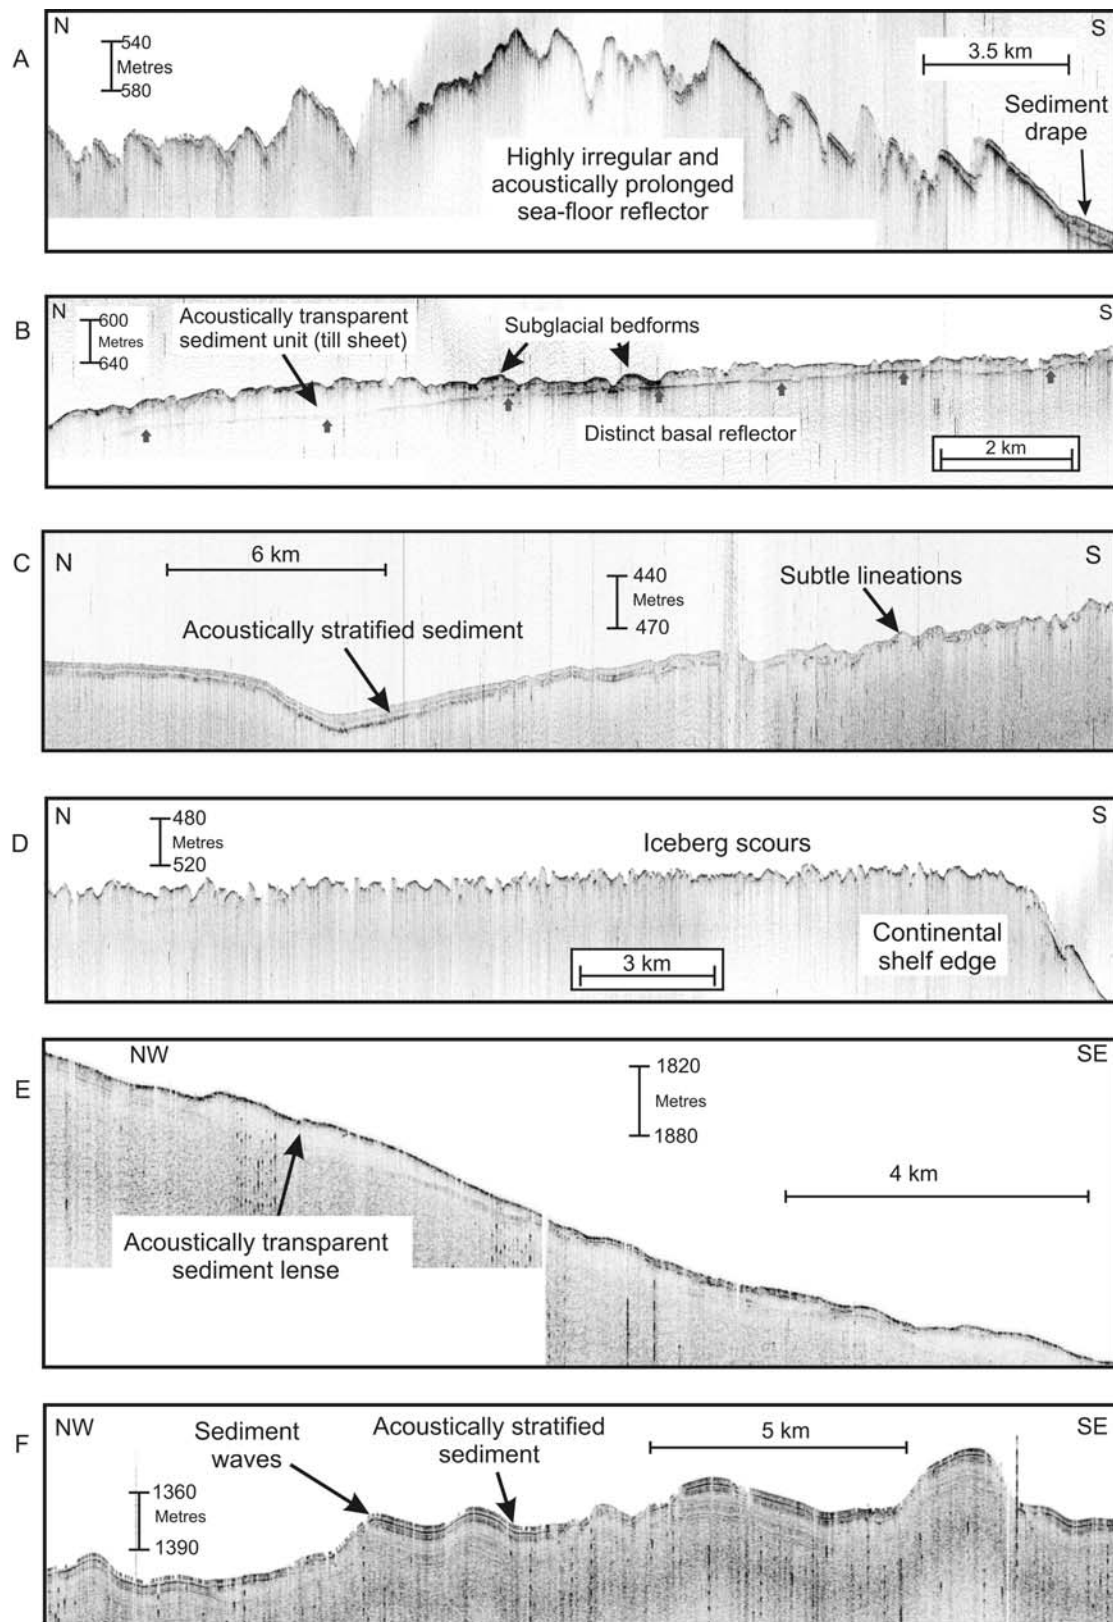 A
N
S
540
Metres
580
3.5 km
Sediment
drape
Highly irregular and
acoustically prolonged
sea-floor reflector
B
N
S
600
Metres
640
Acoustically transparent
sediment unit (till sheet)
Subglacial bedforms
Distinct basal reflector
2 km
C
N
S
6 km
440
Metres
470
Subtle lineations
Acoustically stratified sediment
D
N
S
480
Metres
520
Iceberg scours
Continental
shelf edge
3 km
E
NW
SE
1820
Metres
1880
4 km
Acoustically transparent
sediment lense
F
NW
SE
Sediment
waves
Acoustically stratified
sediment
5 km
1360
Metres
1390